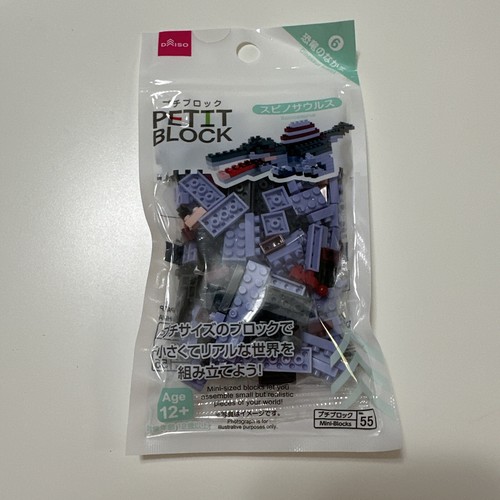 DAISO
恐竜のなかま
6
プチブロック
PETIT
BLOCK
スピノサウルス
プチサイズのブロックで
小さくてリアルな世界を
組み立てよう!
Age
12+
Mini-sized blocks let you
assemble small but realistic
pieces of your world!
*写真はイメージです。
Photograph is for
illustrative purposes only.
プチブロック
Mini-Blocks
No.
55